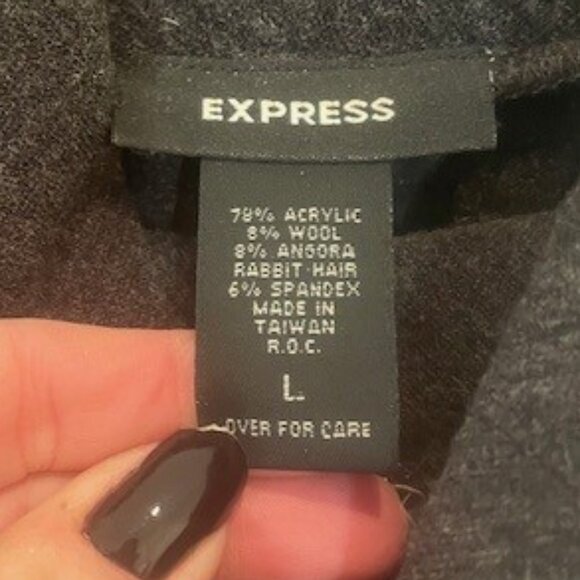 EXPRESS
78% ACRYLIC
8% WOOL
8% ANGORA
RABBIT HAIR
6% SPANDEX
MADE IN
TAIWAN
R.O.C.
L
OVER FOR CARE